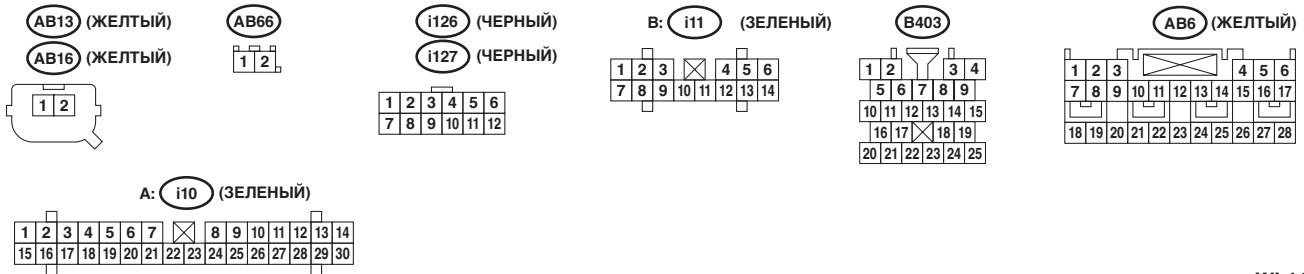 AB13 (ЖЕЛТЫЙ)
AB16 (ЖЕЛТЫЙ)
1 2
AB66
1 2
i126 (ЧЕРНЫЙ)
i127 (ЧЕРНЫЙ)
1 2 3 4 5 6
7 8 9 10 11 12
B: i11 (ЗЕЛЕНЫЙ)
1 2 3 4 5 6
7 8 9 10 11 12 13 14
B403
1 2 3 4
5 6 7 8 9
10 11 12 13 14 15
16 17 18 19
20 21 22 23 24 25
AB6 (ЖЕЛТЫЙ)
1 2 3 4 5 6
7 8 9 10 11 12 13 14 15 16 17
18 19 20 21 22 23 24 25 26 27 28
A: i10 (ЗЕЛЕНЫЙ)
1 2 3 4 5 6 7 8 9 10 11 12 13 14
15 16 17 18 19 20 21 22 23 24 25 26 27 28 29 30